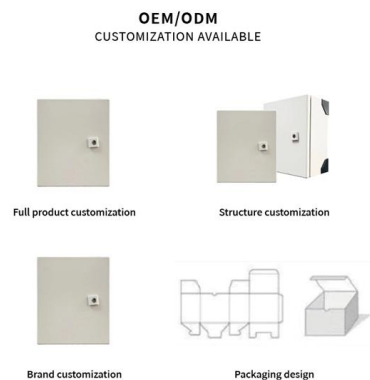 OEM/ODM
CUSTOMIZATION AVAILABLE
Full product customization
Structure customization
Brand customization
Packaging design